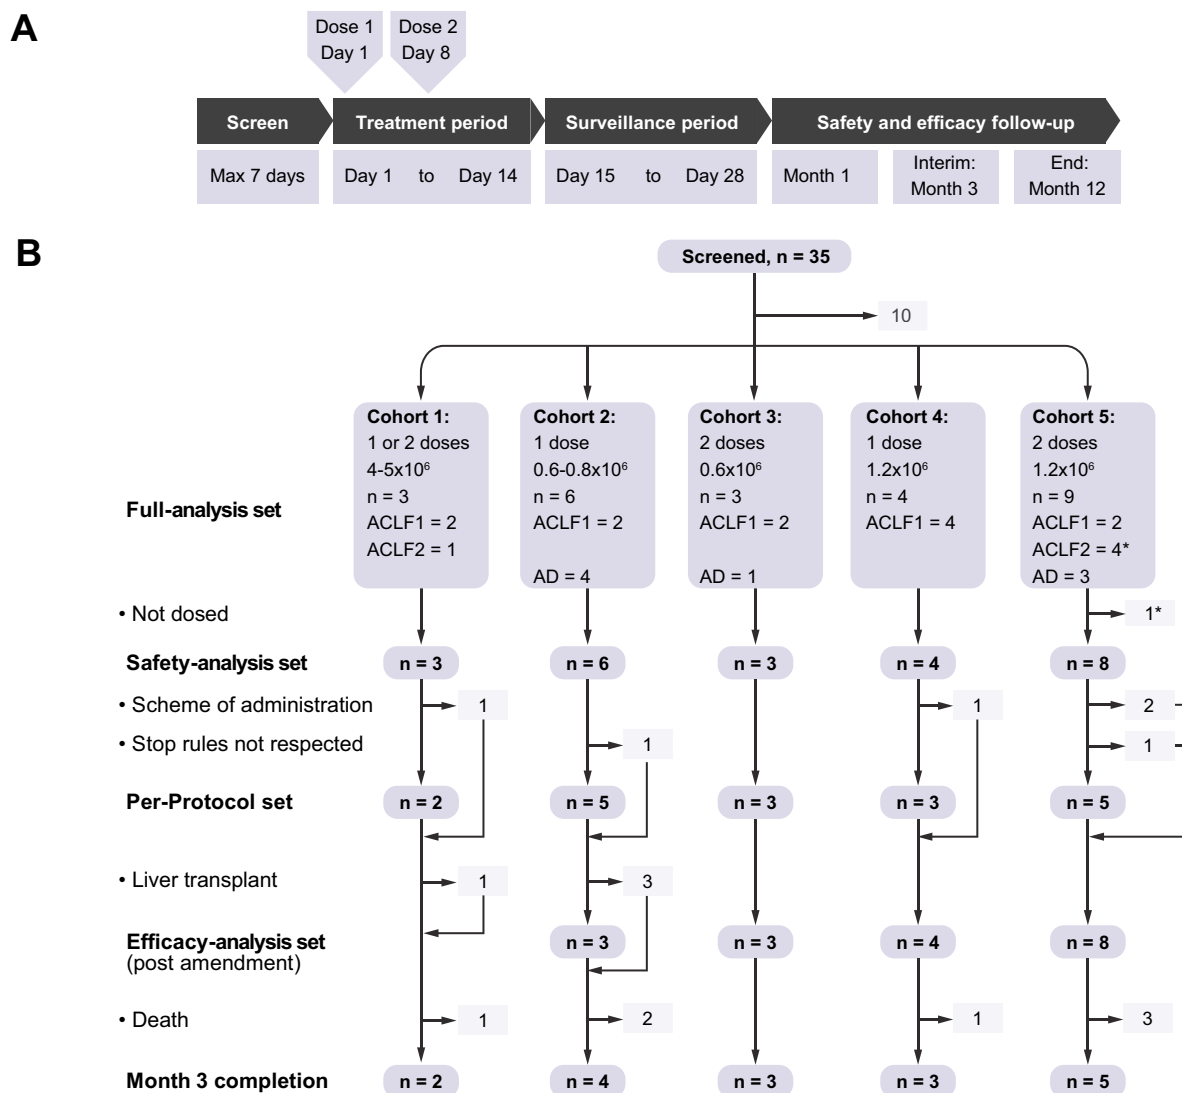 A
Dose 1
Day 1
Dose 2
Day 8
Screen
Treatment period
Surveillance period
Safety and efficacy follow-up
Max 7 days
Day 1 to Day 14
Day 15 to Day 28
Month 1
Interim:
Month 3
End:
Month 12
B
Screened, n = 35
10
Cohort 1:
1 or 2 doses
4-5x10⁶
n = 3
ACLF1 = 2
ACLF2 = 1
Cohort 2:
1 dose
0.6-0.8x10⁶
n = 6
ACLF1 = 2
AD = 4
Cohort 3:
2 doses
0.6x10⁶
n = 3
ACLF1 = 2
AD = 1
Cohort 4:
1 dose
1.2x10⁶
n = 4
ACLF1 = 4
Cohort 5:
2 doses
1.2x10⁶
n = 9
ACLF1 = 2
ACLF2 = 4*
AD = 3
Full-analysis set
• Not dosed
1*
Safety-analysis set
n = 3
n = 6
n = 3
n = 4
n = 8
• Scheme of administration
1
1
2
• Stop rules not respected
1
1
Per-Protocol set
n = 2
n = 5
n = 3
n = 3
n = 5
• Liver transplant
1
3
Efficacy-analysis set
(post amendment)
n = 3
n = 3
n = 4
n = 8
• Death
1
2
1
3
Month 3 completion
n = 2
n = 4
n = 3
n = 3
n = 5